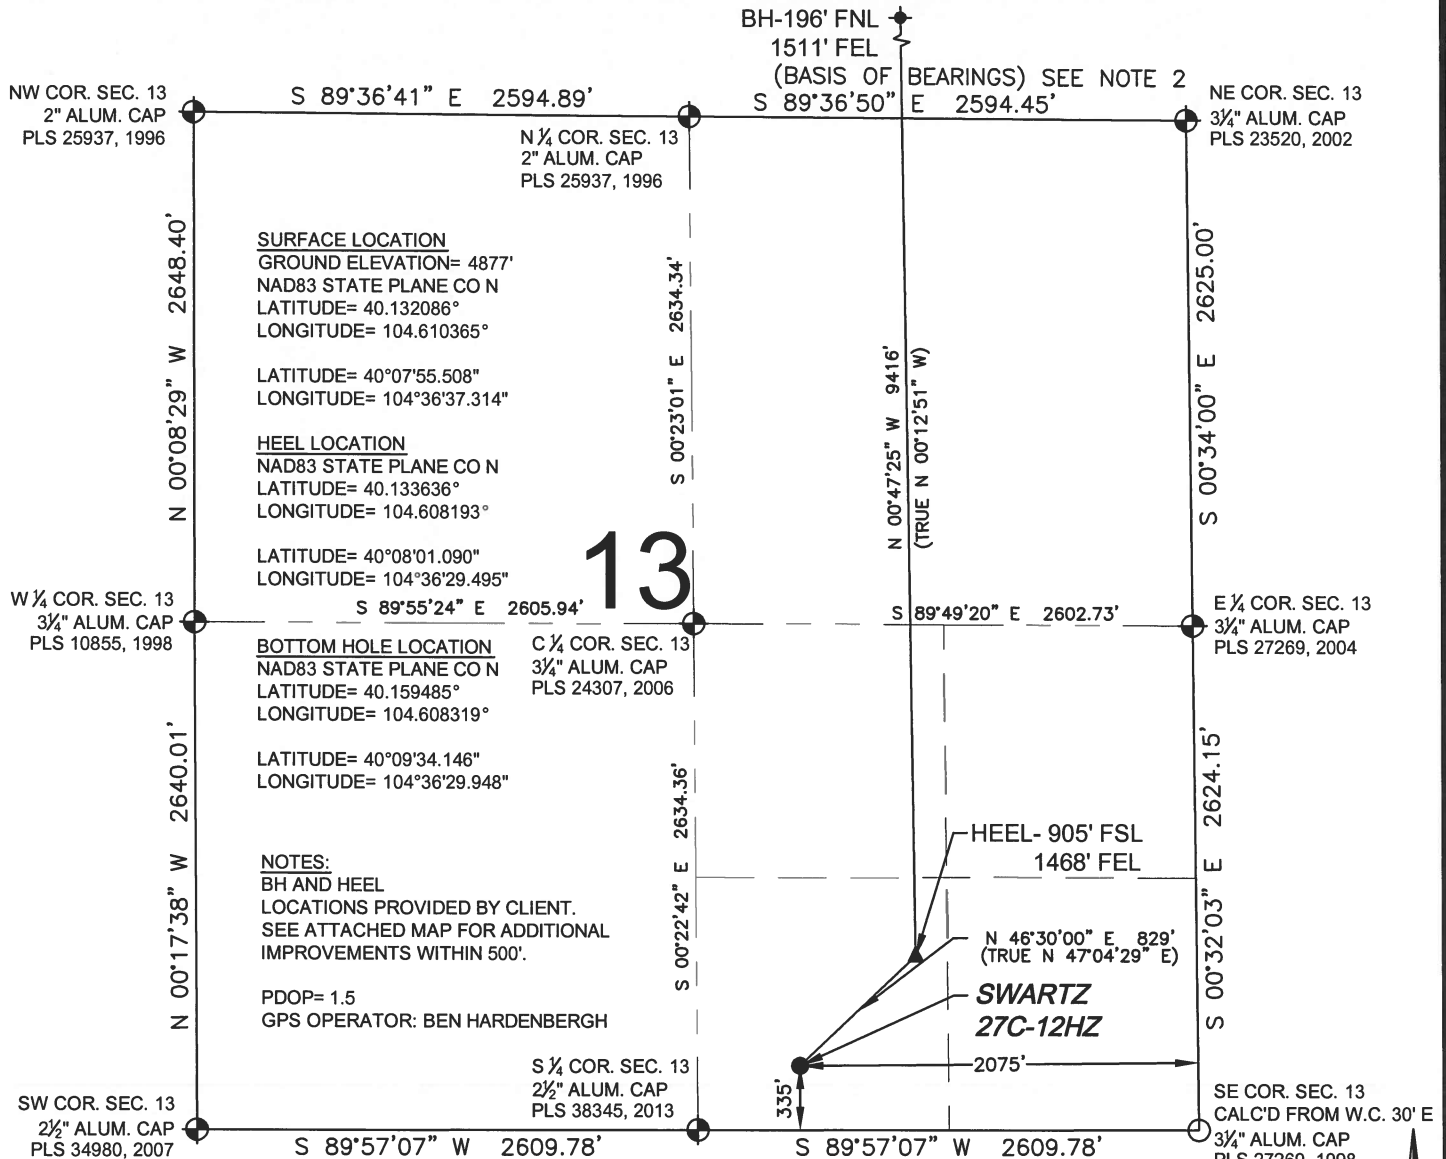 BH-196' FNL
1511' FEL
(BASIS OF BEARINGS) SEE NOTE 2
NW COR. SEC. 13
2" ALUM. CAP
PLS 25937, 1996
S 89°36'41" E 2594.89'
S 89°36'50" E 2594.45'
NE COR. SEC. 13
3¼" ALUM. CAP
PLS 23520, 2002
N ¼ COR. SEC. 13
2" ALUM. CAP
PLS 25937, 1996
N 00°08'29" W 2648.40'
SURFACE LOCATION
GROUND ELEVATION= 4877'
NAD83 STATE PLANE CO N
LATITUDE= 40.132086°
LONGITUDE= 104.610365°
LATITUDE= 40°07'55.508"
LONGITUDE= 104°36'37.314"
HEEL LOCATION
NAD83 STATE PLANE CO N
LATITUDE= 40.133636°
LONGITUDE= 104.608193°
LATITUDE= 40°08'01.090"
LONGITUDE= 104°36'29.495"
S 00°23'01" E 2634.34'
N 00°47'25" W 9416'
(TRUE N 00°12'51" W)
S 00°34'00" E 2625.00'
13
W ¼ COR. SEC. 13
3¼" ALUM. CAP
PLS 10855, 1998
S 89°55'24" E 2605.94'
S 89°49'20" E 2602.73'
E ¼ COR. SEC. 13
3¼" ALUM. CAP
PLS 27269, 2004
BOTTOM HOLE LOCATION
NAD83 STATE PLANE CO N
LATITUDE= 40.159485°
LONGITUDE= 104.608319°
LATITUDE= 40°09'34.146"
LONGITUDE= 104°36'29.948"
C ¼ COR. SEC. 13
3¼" ALUM. CAP
PLS 24307, 2006
N 00°17'38" W 2640.01'
S 00°22'42" E 2634.36'
S 00°32'03" E 2624.15'
HEEL- 905' FSL
1468' FEL
NOTES:
BH AND HEEL
LOCATIONS PROVIDED BY CLIENT.
SEE ATTACHED MAP FOR ADDITIONAL
IMPROVEMENTS WITHIN 500'.
PDOP= 1.5
GPS OPERATOR: BEN HARDENBERGH
N 46°30'00" E 829'
(TRUE N 47°04'29" E)
SWARTZ
27C-12HZ
2075'
335'
S ¼ COR. SEC. 13
2½" ALUM. CAP
PLS 38345, 2013
SW COR. SEC. 13
2½" ALUM. CAP
PLS 34980, 2007
S 89°57'07" W 2609.78'
S 89°57'07" W 2609.78'
SE COR. SEC. 13
CALC'D FROM W.C. 30' E
3¼" ALUM. CAP
PLS 27269, 1998